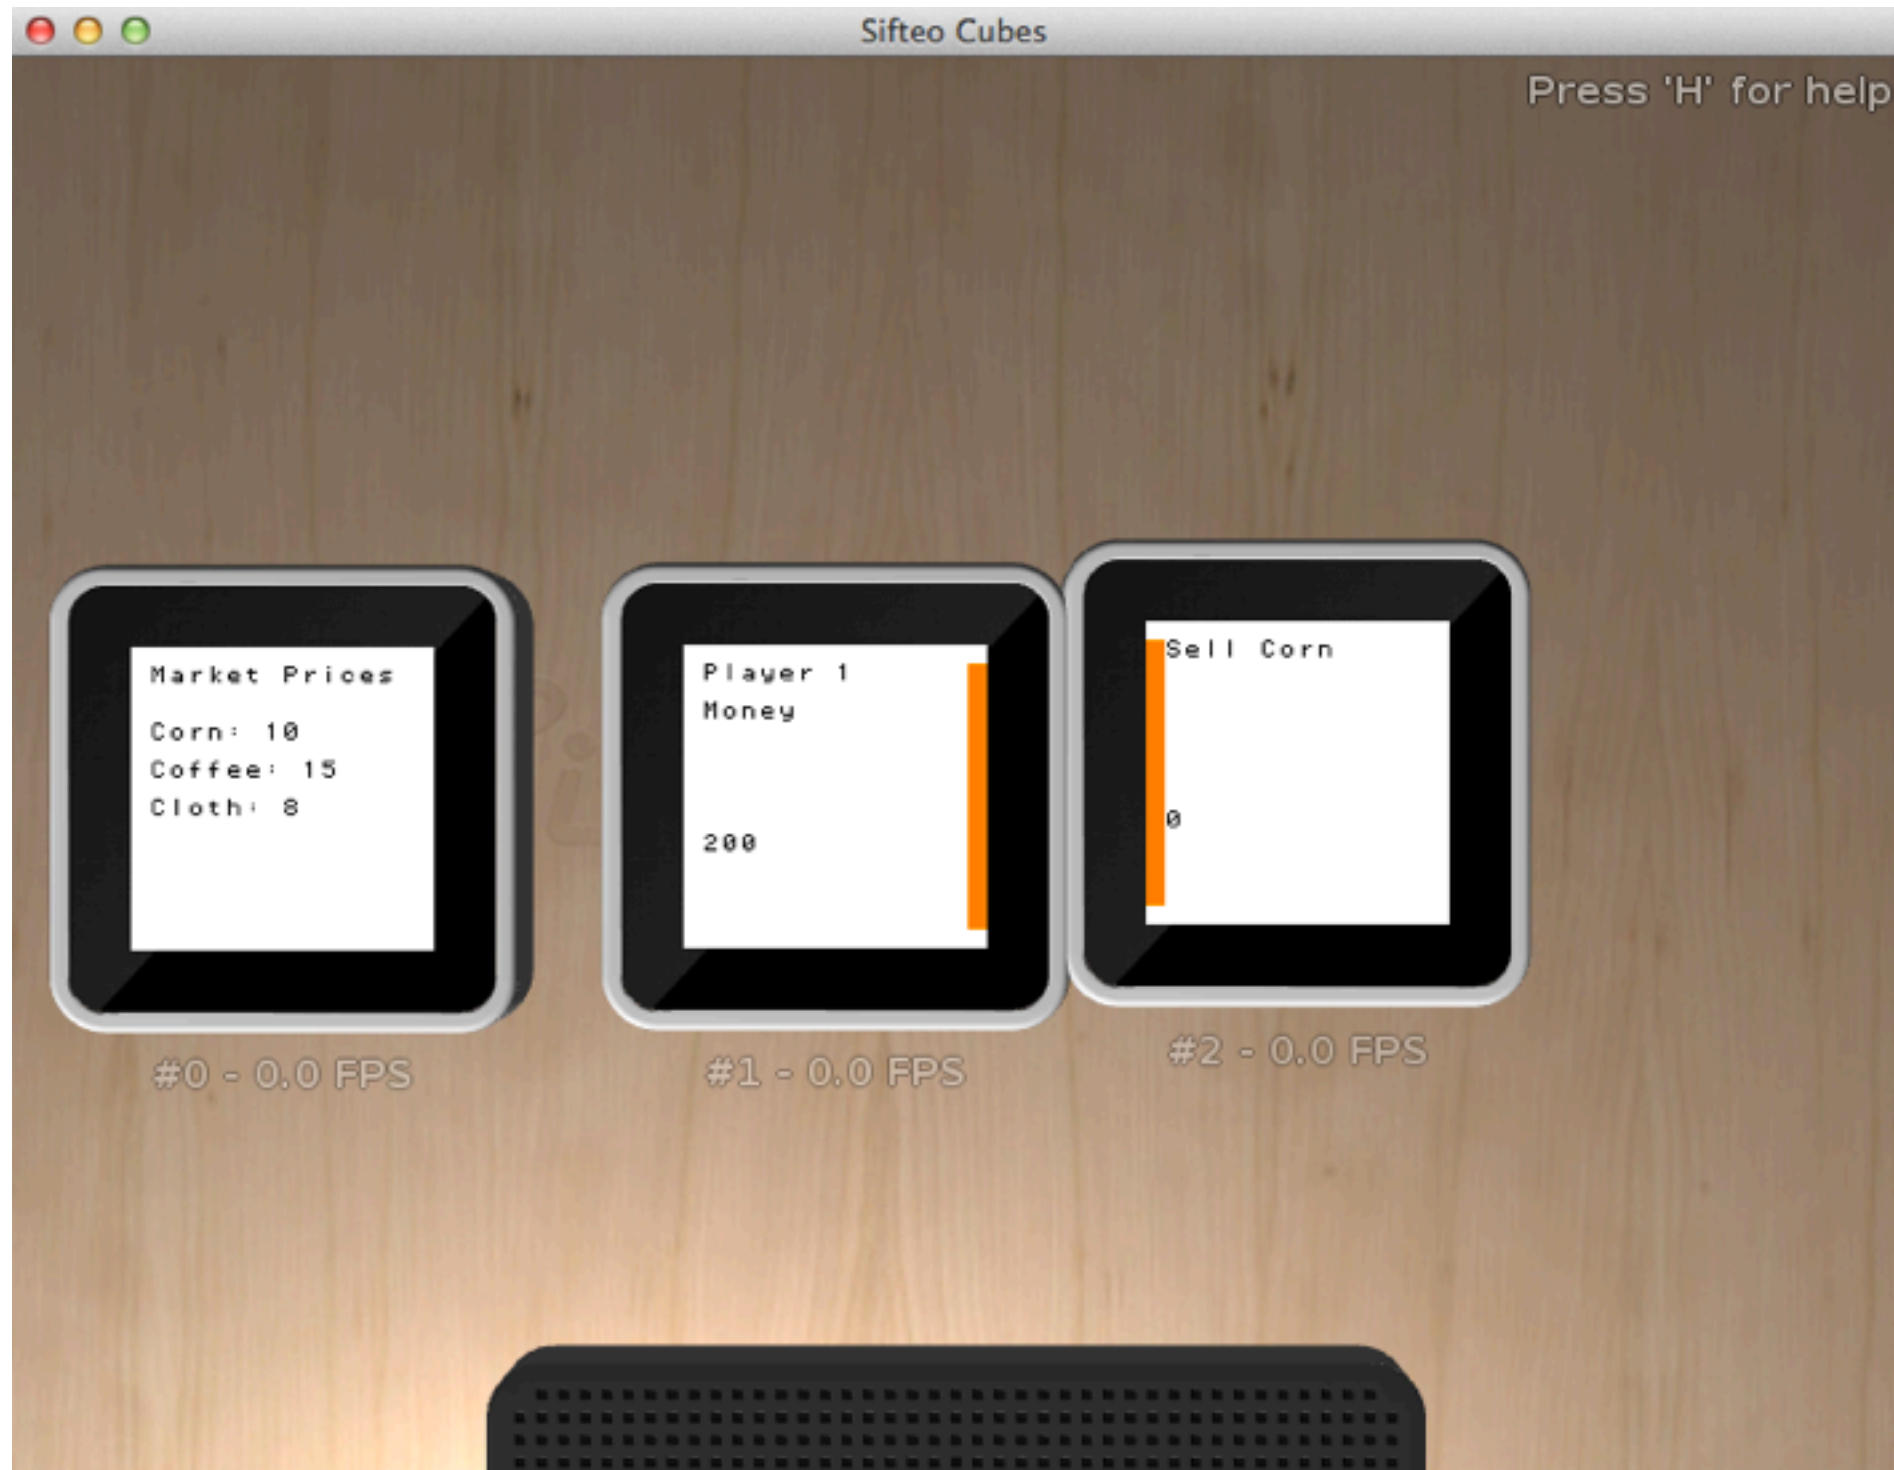 Sifteo Cubes
Press 'H' for help
Market Prices
Corn: 10
Coffee: 15
Cloth: 8
#0 - 0.0 FPS
Player 1
Money
200
#1 - 0.0 FPS
Sell Corn
0
#2 - 0.0 FPS